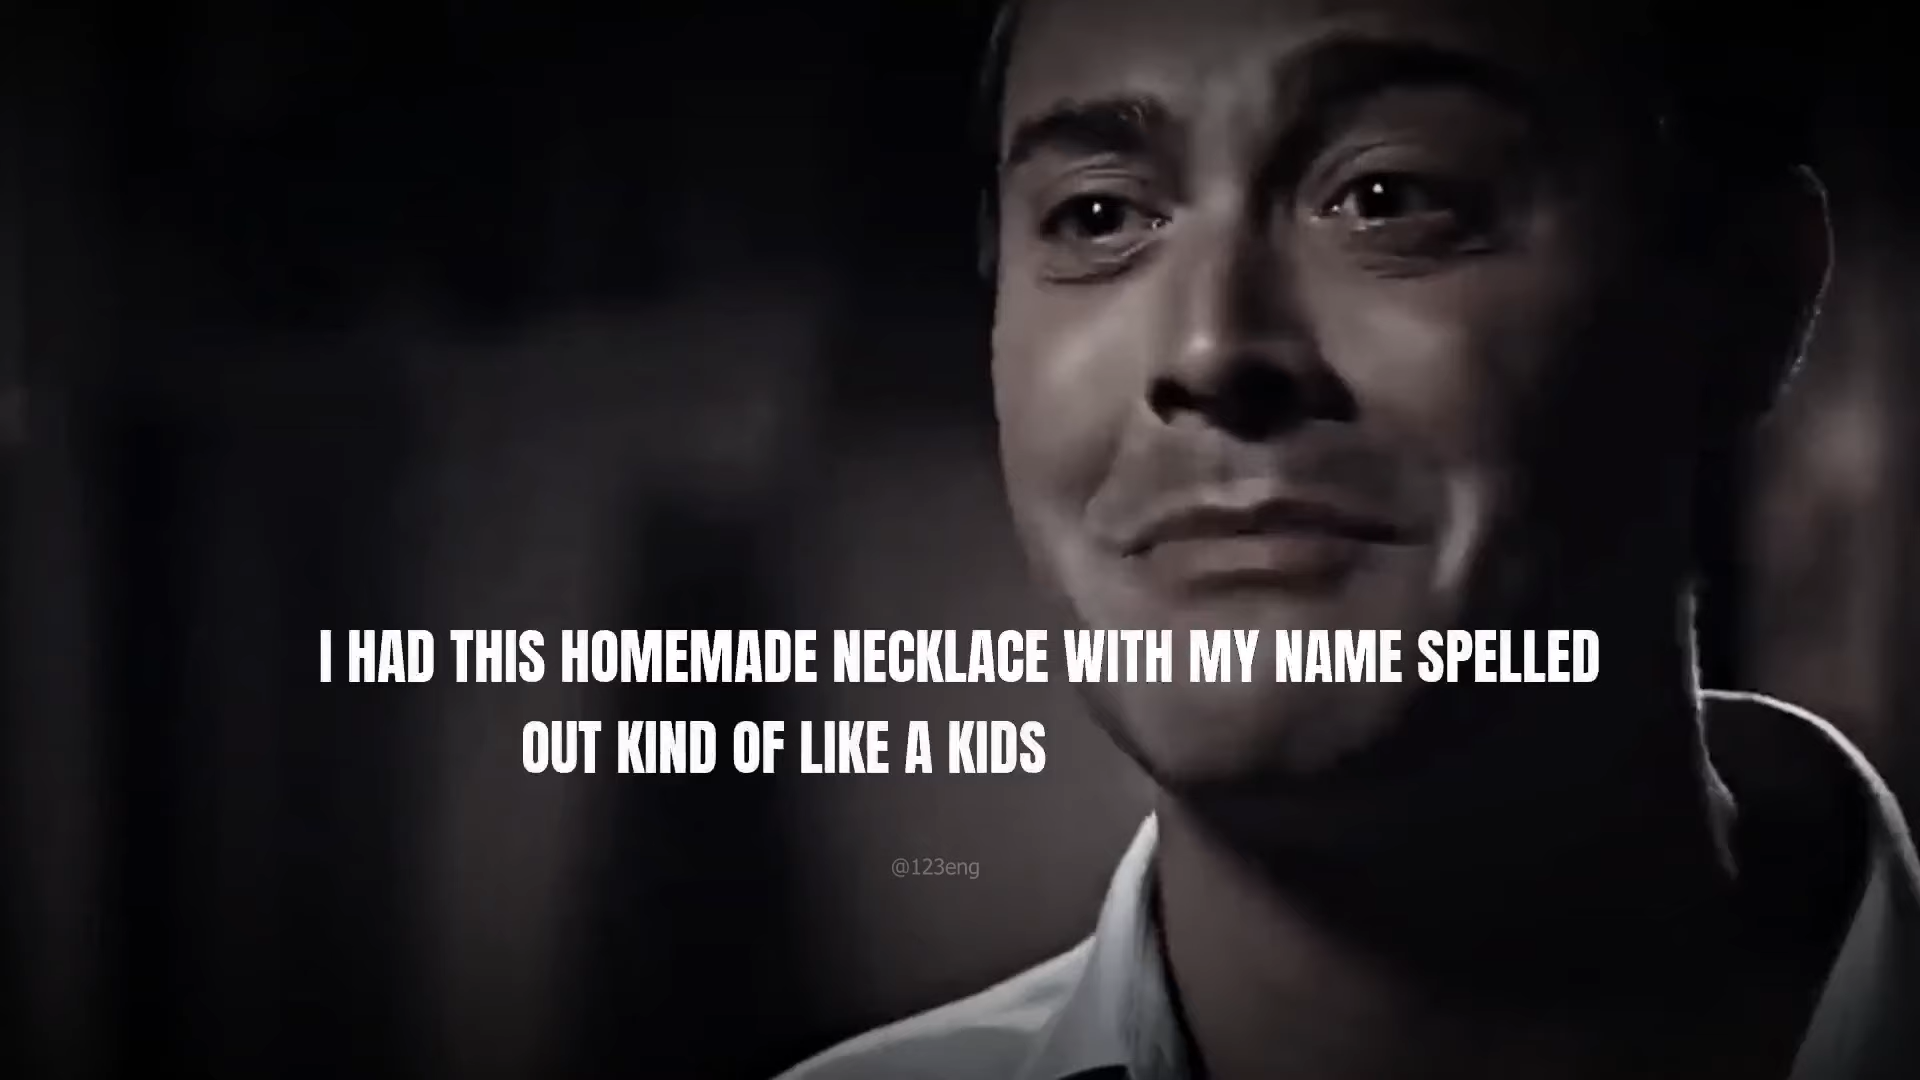 I HAD THIS HOMEMADE NECKLACE WITH MY NAME SPELLED
OUT KIND OF LIKE A KIDS
@123eng